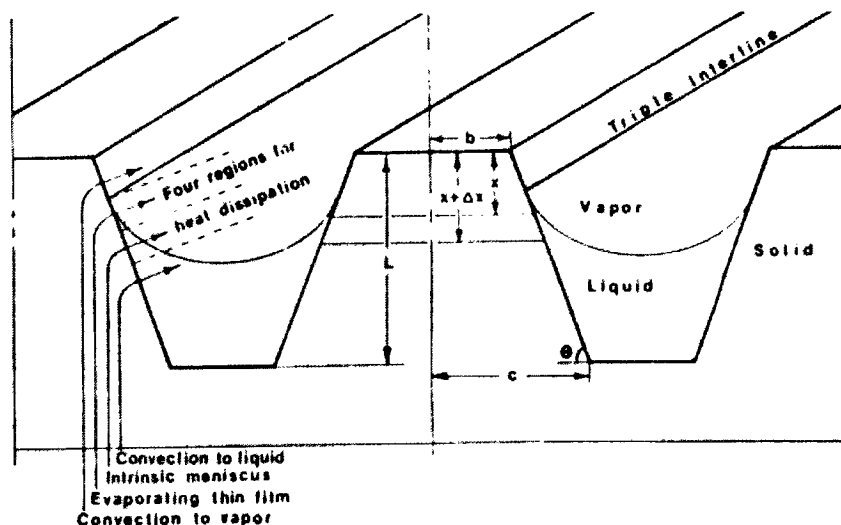 Triple Interline
b
Four regions for
x
x + Δx
heat dissipation
Vapor
Solid
L
Liquid
θ
c
Convection to liquid
Intrinsic meniscus
Evaporating thin film
Convection to vapor